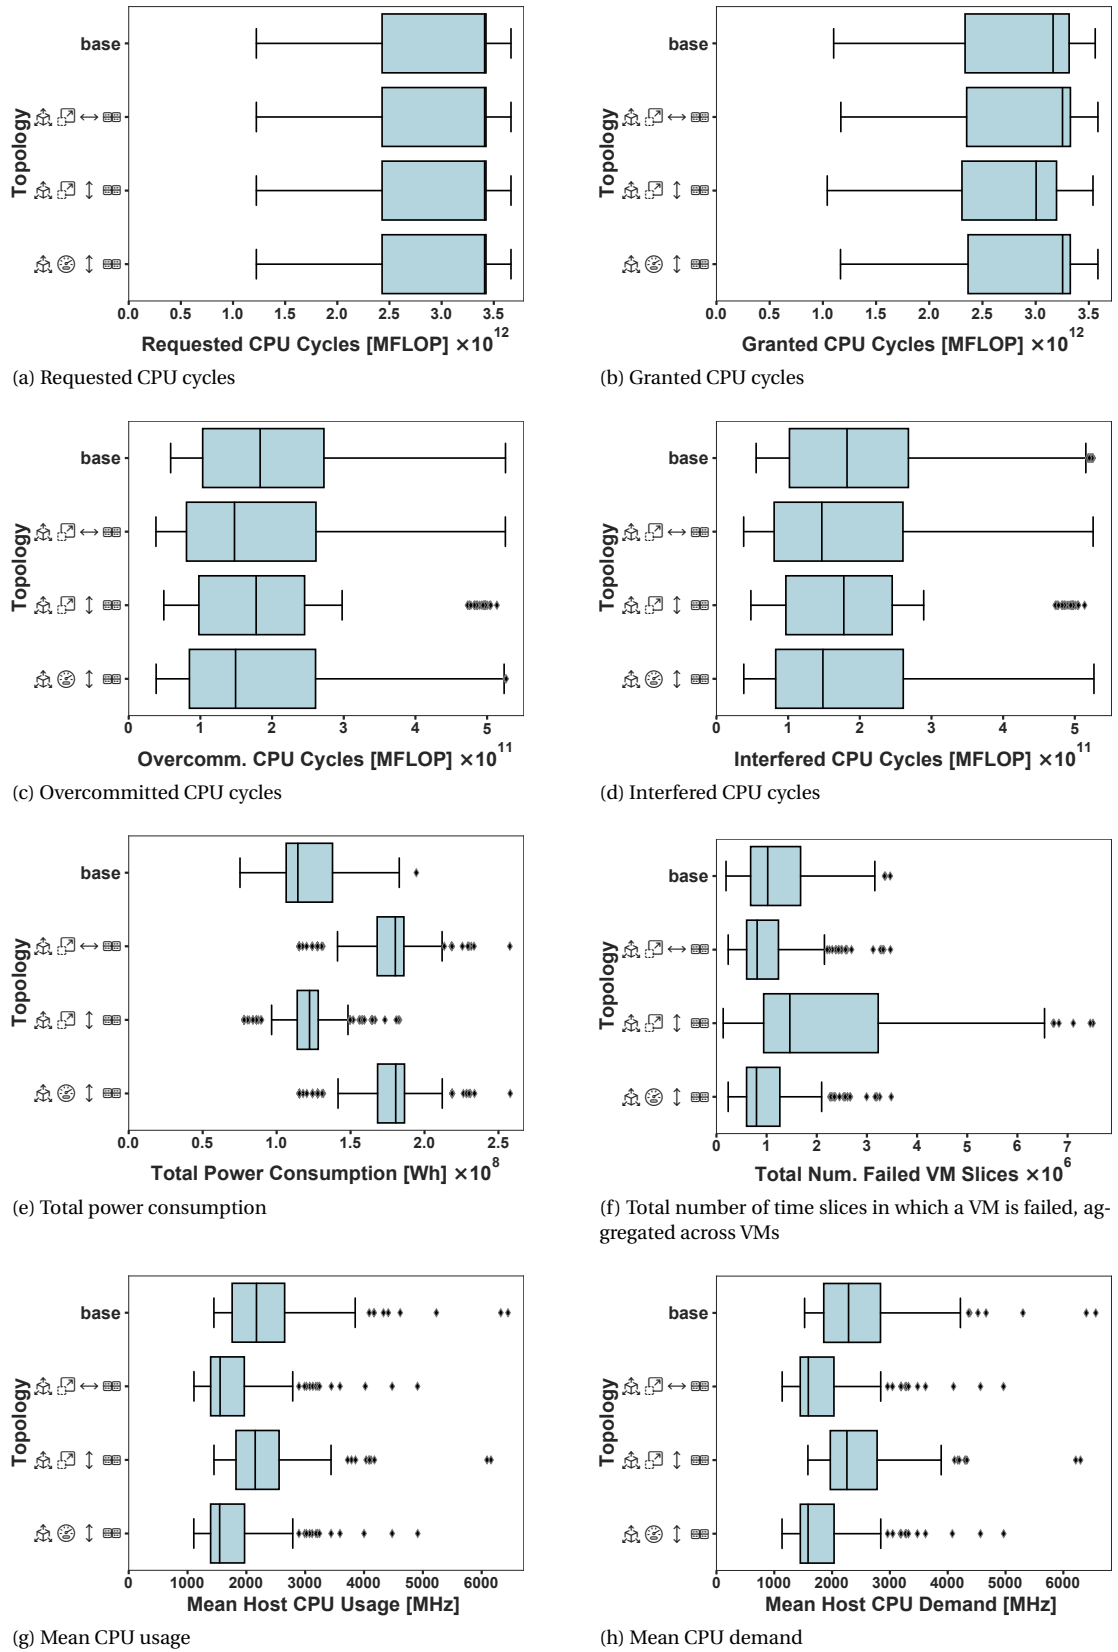 base
Topology
0.0 0.5 1.0 1.5 2.0 2.5 3.0 3.5
Requested CPU Cycles [MFLOP] ×10^12
(a) Requested CPU cycles
base
Topology
0.0 0.5 1.0 1.5 2.0 2.5 3.0 3.5
Granted CPU Cycles [MFLOP] ×10^12
(b) Granted CPU cycles
base
Topology
0 1 2 3 4 5
Overcomm. CPU Cycles [MFLOP] ×10^11
(c) Overcommitted CPU cycles
base
Topology
0 1 2 3 4 5
Interfered CPU Cycles [MFLOP] ×10^11
(d) Interfered CPU cycles
base
Topology
0.0 0.5 1.0 1.5 2.0 2.5
Total Power Consumption [Wh] ×10^8
(e) Total power consumption
base
Topology
0 1 2 3 4 5 6 7
Total Num. Failed VM Slices ×10^6
(f) Total number of time slices in which a VM is failed, ag-
gregated across VMs
base
Topology
0 1000 2000 3000 4000 5000 6000
Mean Host CPU Usage [MHz]
(g) Mean CPU usage
base
Topology
0 1000 2000 3000 4000 5000 6000
Mean Host CPU Demand [MHz]
(h) Mean CPU demand